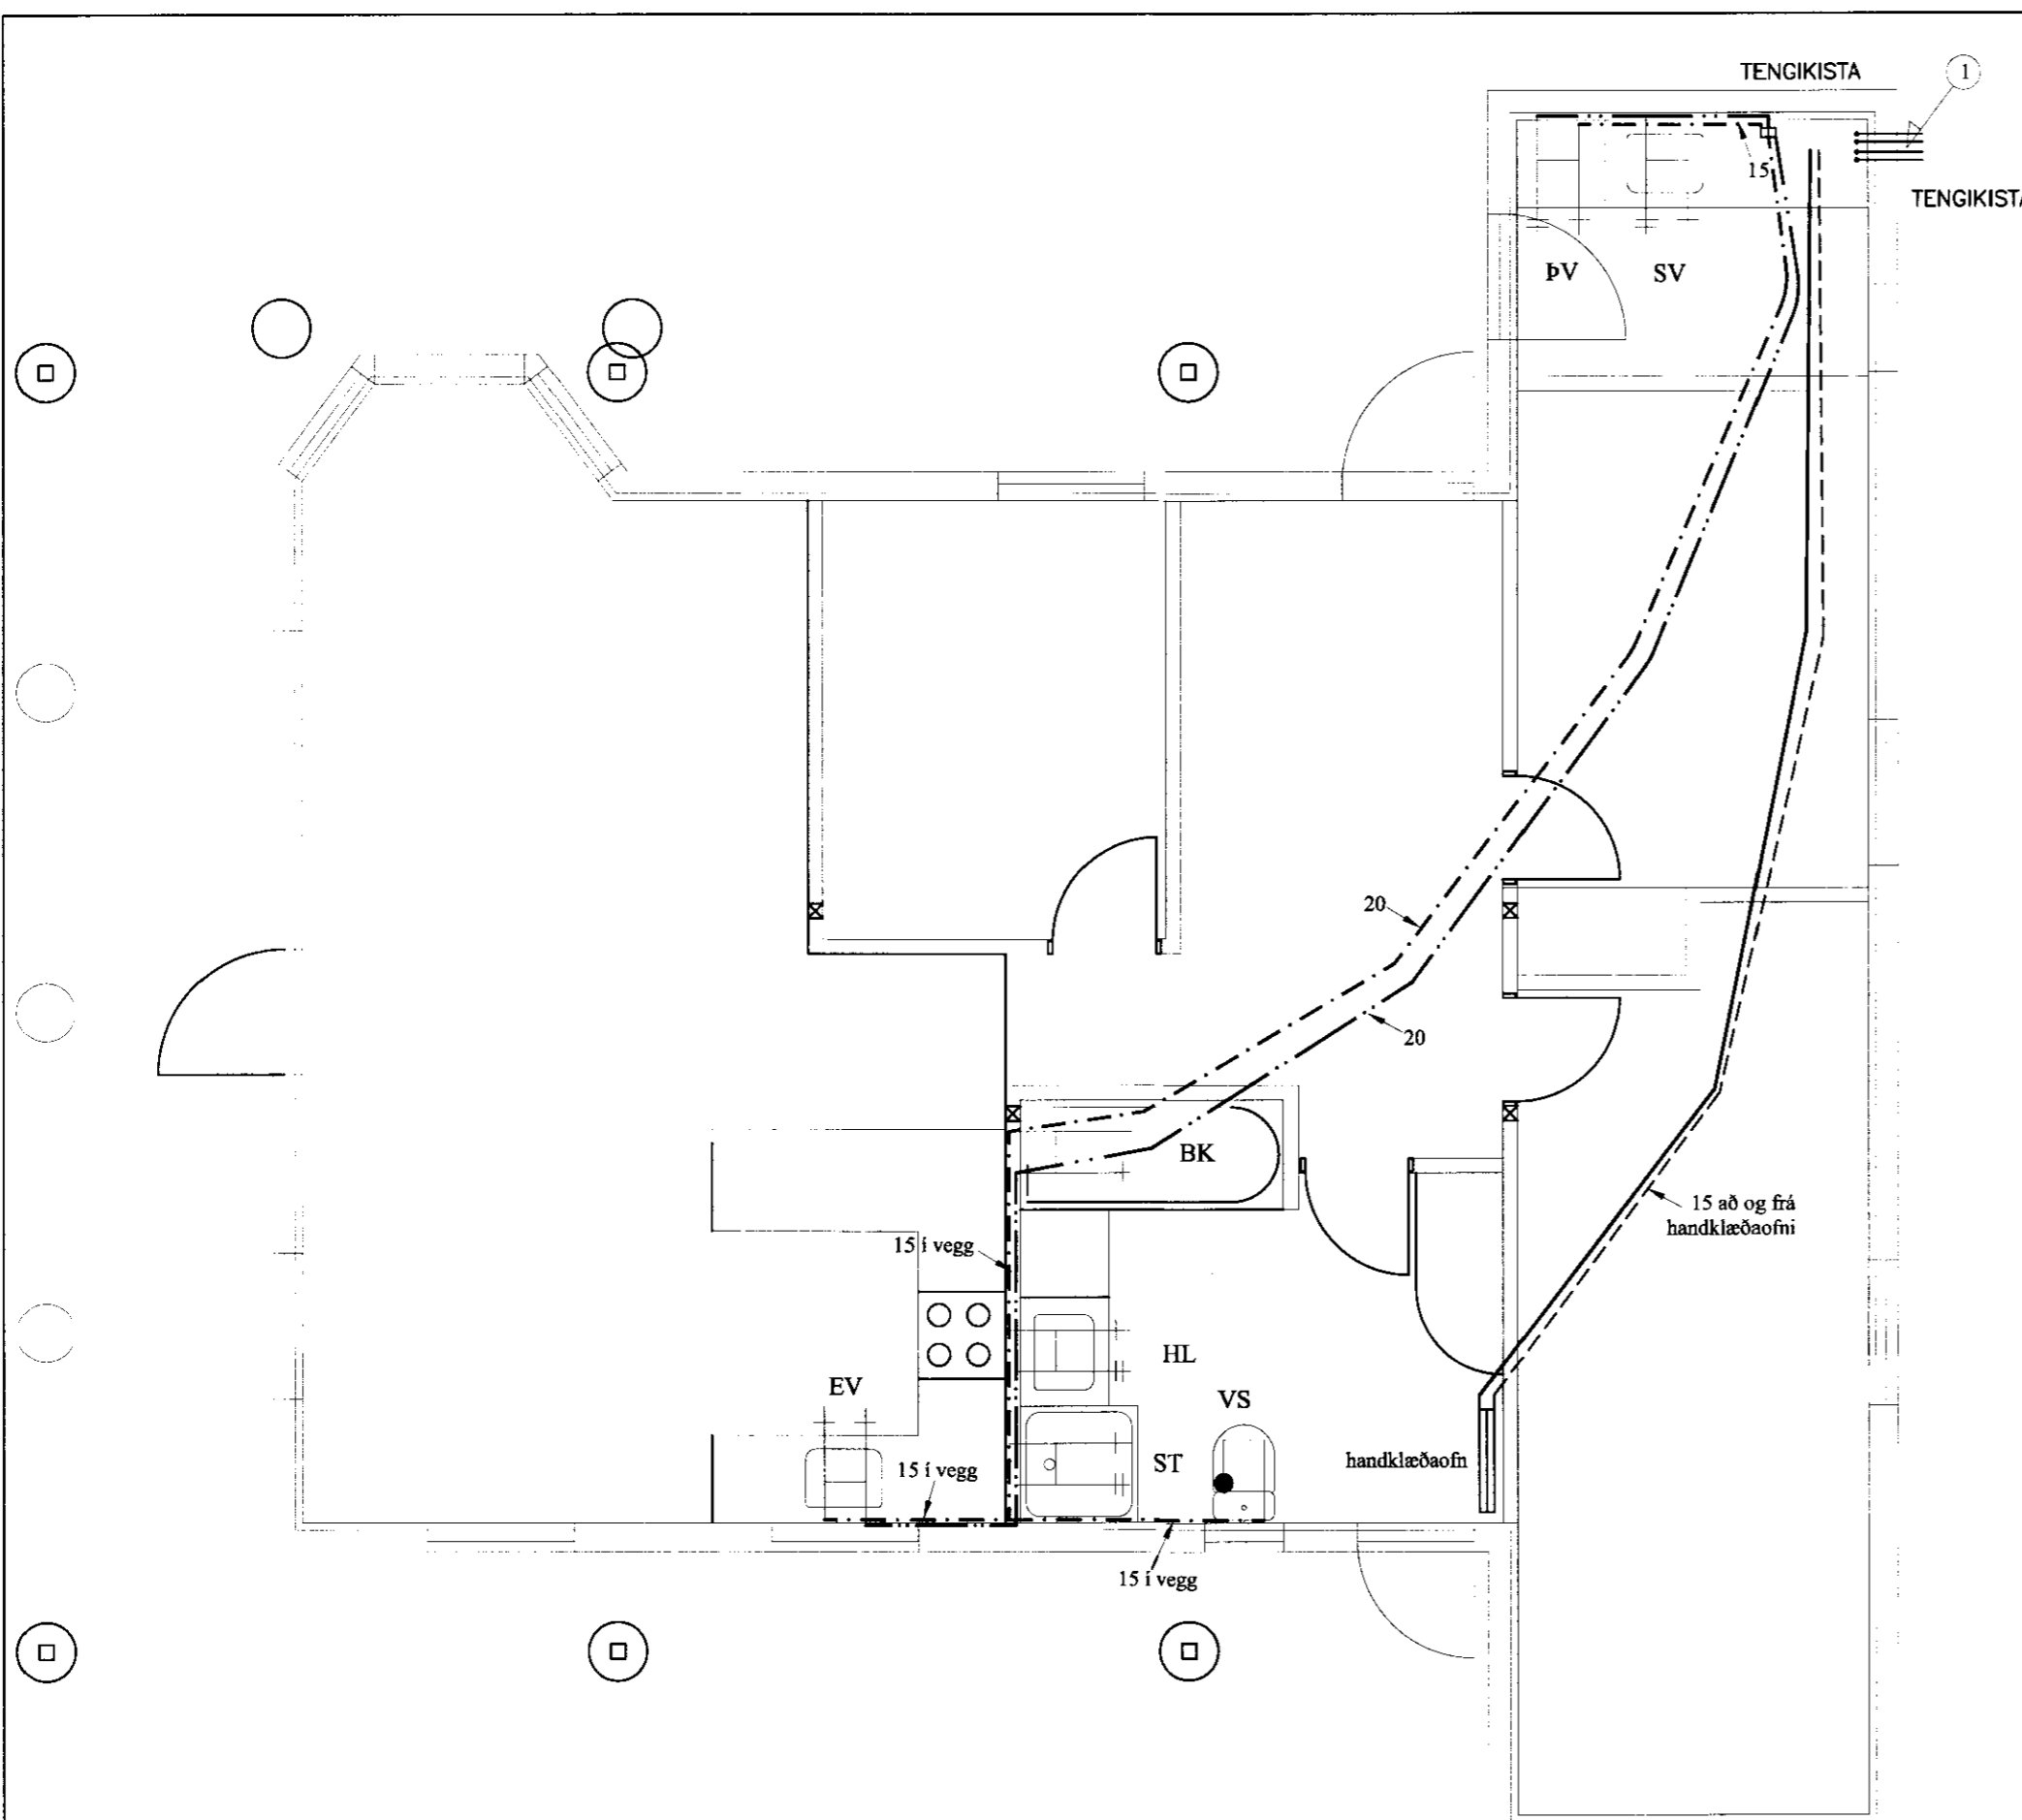 TENGIKISTA
1
15
TENGIKISTA
ÞV
SV
20
20
BK
15 að og frá
handklæðaofni
15 í vegg
HL
EV
VS
handklæðaofn
ST
15 í vegg
15 í vegg